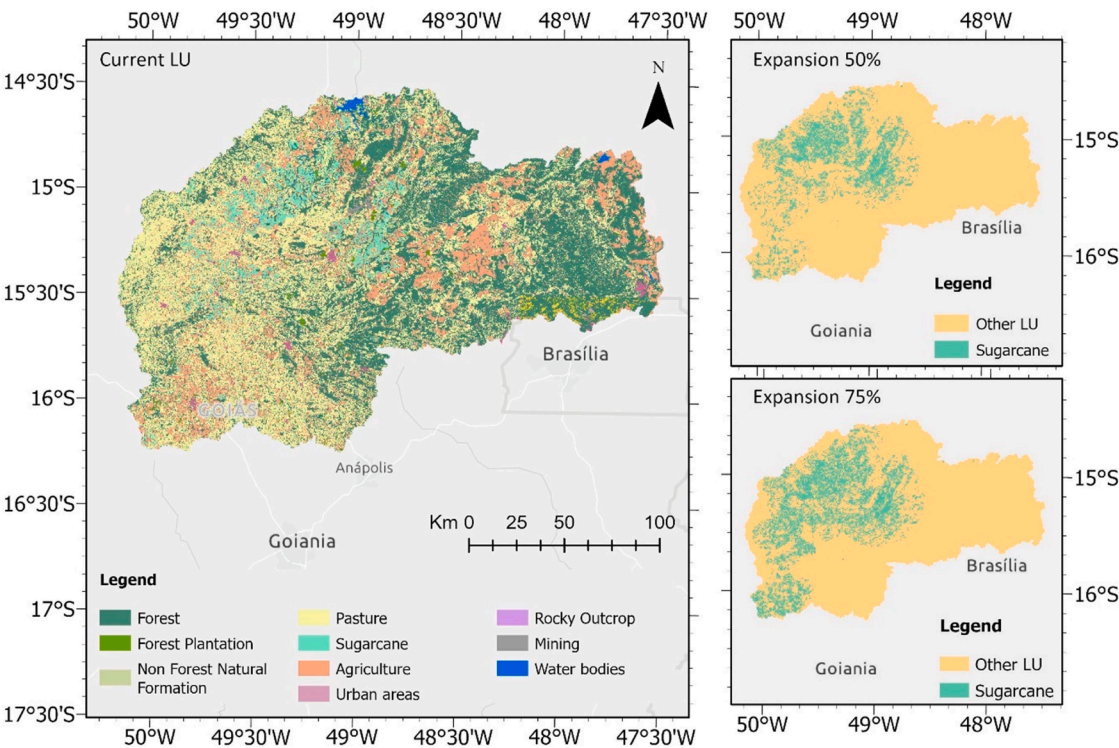 50°W 49°30'W 49°W 48°30'W 48°W 47°30'W
Current LU
N
14°30'S
15°S
15°30'S
16°S
16°30'S
17°S
17°30'S
GOIÁS
Brasília
Anápolis
Goiania
Km 0 25 50 100
Legend
Forest
Forest Plantation
Non Forest Natural
Formation
Pasture
Sugarcane
Agriculture
Urban areas
Rocky Outcrop
Mining
Water bodies
50°W 49°30'W 49°W 48°30'W 48°W 47°30'W
50°W 49°W 48°W
Expansion 50%
15°S
16°S
Brasília
Goiania
Legend
Other LU
Sugarcane
Expansion 75%
15°S
16°S
Brasília
Goiania
Legend
Other LU
Sugarcane
50°W 49°W 48°W